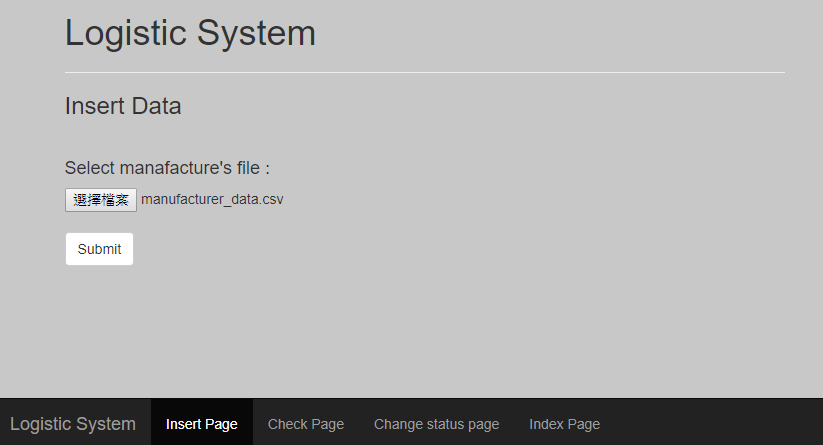 Logistic System
Insert Data
Select manafacture's file :
選擇檔案 manufacturer_data.csv
Submit
Logistic System Insert Page Check Page Change status page Index Page